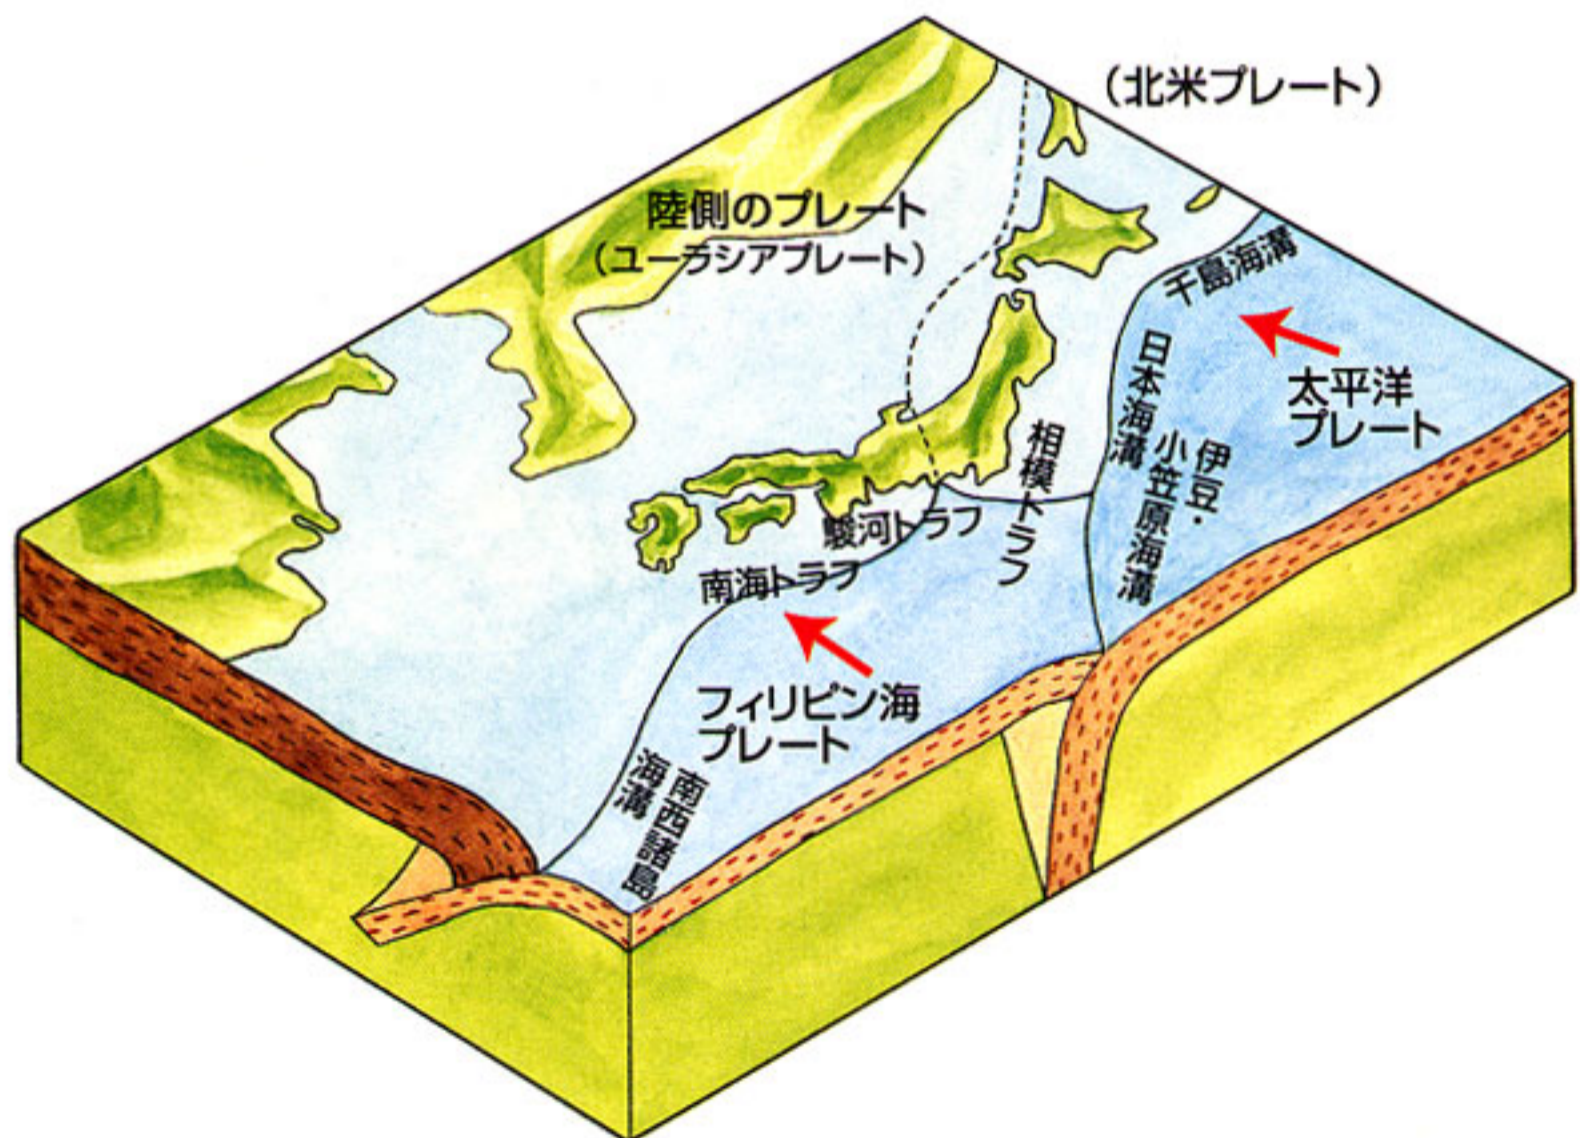 （北米プレート）
陸側のプレート
（ユーラシアプレート）
千島海溝
太平洋
プレート
日本海溝
伊豆・
小笠原海溝
相模トラフ
駿河トラフ
南海トラフ
フィリピン海
プレート
南西諸島
海溝